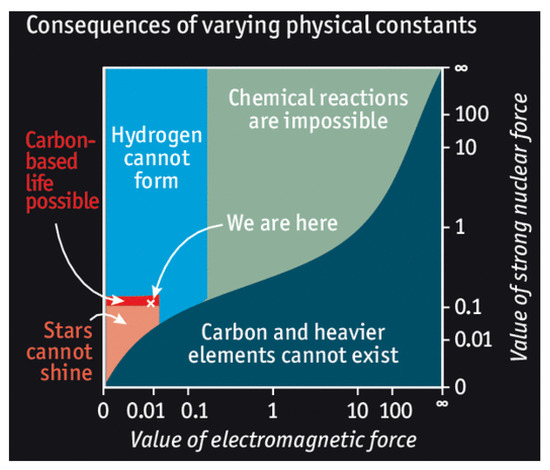 Consequences of varying physical constants
Chemical reactions
are impossible
Hydrogen
cannot
form
Carbon-
based
life
possible
We are here
Stars
cannot
shine
Carbon and heavier
elements cannot exist
∞
100
10
1
0.1
0.01
0
Value of strong nuclear force
0
0.01
0.1
1
10
100
∞
Value of electromagnetic force